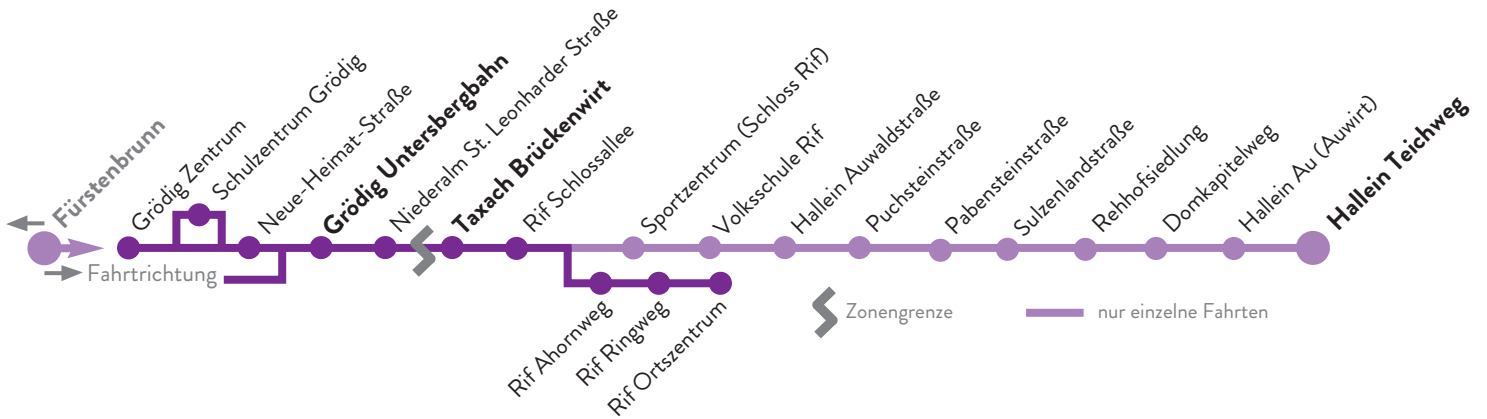 Fürstenbrunn
Grödig Zentrum
Schulzentrum Grödig
Neue-Heimat-Straße
Grödig Untersbergbahn
Niederalm St. Leonharder Straße
Taxach Brückenwirt
Rif Schlossallee
Sportzentrum (Schloss Rif)
Volksschule Rif
Hallein Auwaldstraße
Puchsteinstraße
Pabensteinstraße
Sulzenlandstraße
Rehhofsiedlung
Domkapitelweg
Hallein Au (Auwirt)
Hallein Teichweg
Fahrtrichtung
Rif Ahornweg
Rif Ringweg
Rif Ortszentrum
Zonengrenze
nur einzelne Fahrten